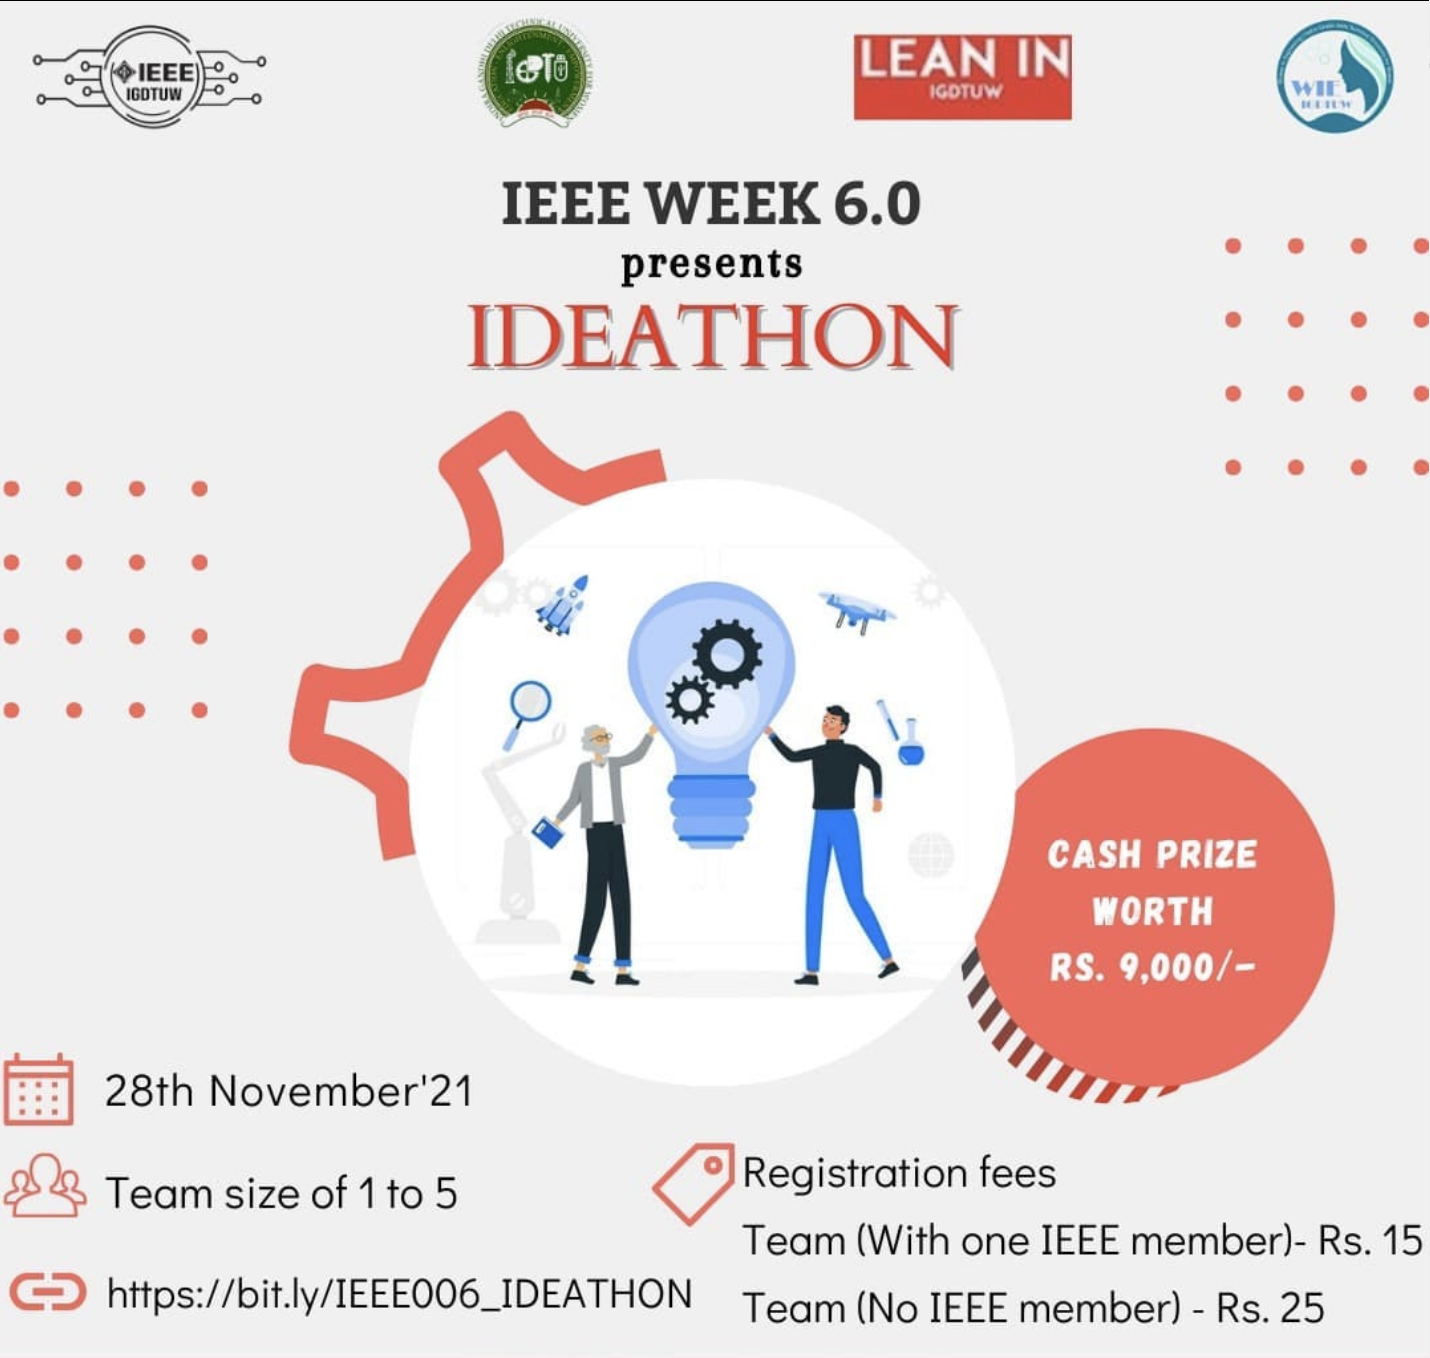 IEEE
IGDTUW
LEAN IN
IGDTUW
WIE
IGDTUW
IEEE WEEK 6.0
presents
IDEATHON
CASH PRIZE
WORTH
RS. 9,000/-
28th November'21
Team size of 1 to 5
https://bit.ly/IEEE006_IDEATHON
Registration fees
Team (With one IEEE member)- Rs. 15
Team (No IEEE member) - Rs. 25